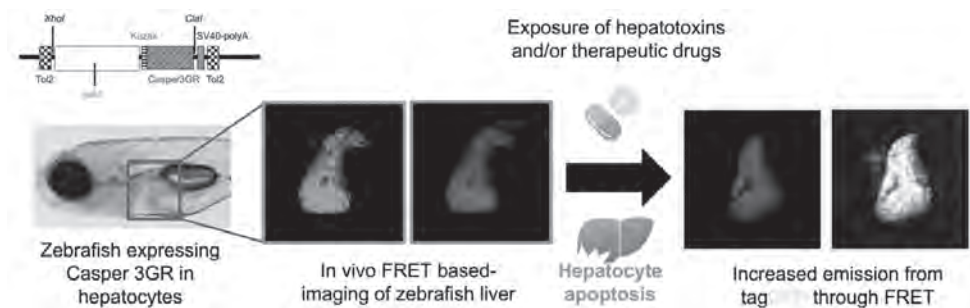 XhoI
ClaI
Kozak
SV40-polyA
Tol2
Casper3GR
Tol2
Exposure of hepatotoxins
and/or therapeutic drugs
Zebrafish expressing
Casper 3GR in
hepatocytes
In vivo FRET based-
imaging of zebrafish liver
Hepatocyte
apoptosis
Increased emission from
tag
through FRET